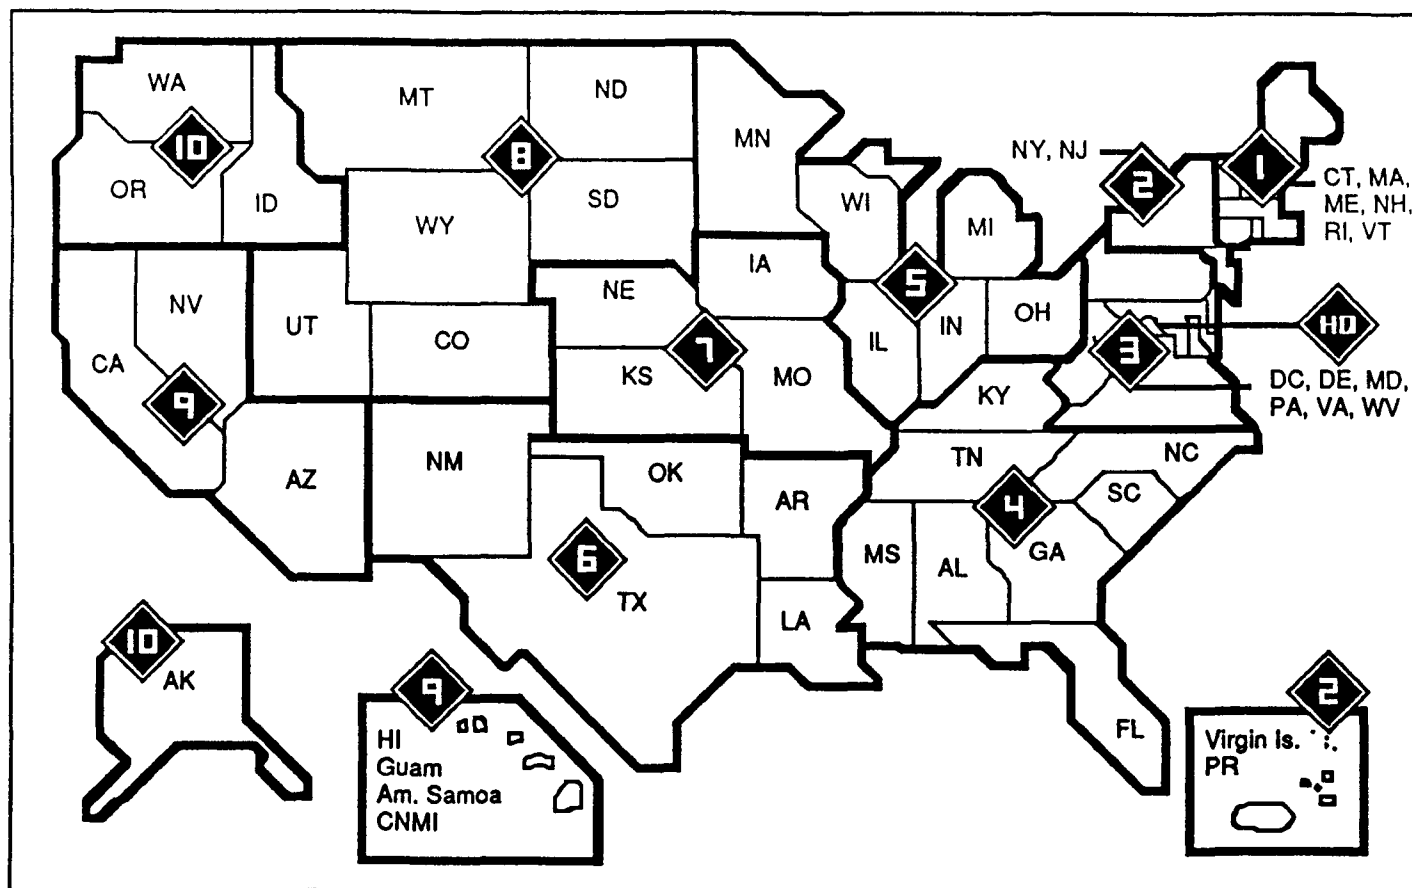 WA
MT
ND
MN
10
8
NY, NJ
2
1
OR
ID
WY
SD
WI
MI
CT, MA,
ME, NH,
RI, VT
NV
UT
CO
NE
IA
5
IL
IN
OH
HQ
CA
9
KS
7
MO
KY
3
DC, DE, MD,
PA, VA, WV
AZ
NM
OK
AR
TN
NC
SC
4
6
TX
LA
MS
AL
GA
FL
10
AK
9
HI
Guam
Am. Samoa
CNMI
2
Virgin Is.
PR